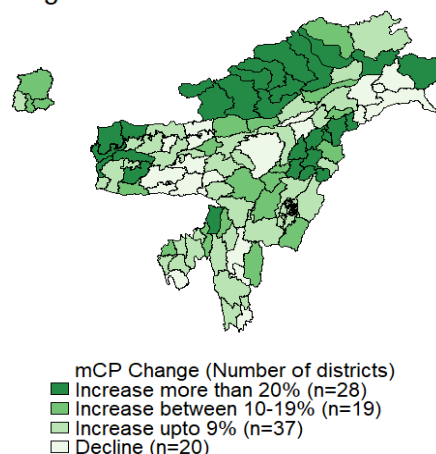 mCP Change (Number of districts)
Increase more than 20% (n=28)
Increase between 10-19% (n=19)
Increase upto 9% (n=37)
Decline (n=20)